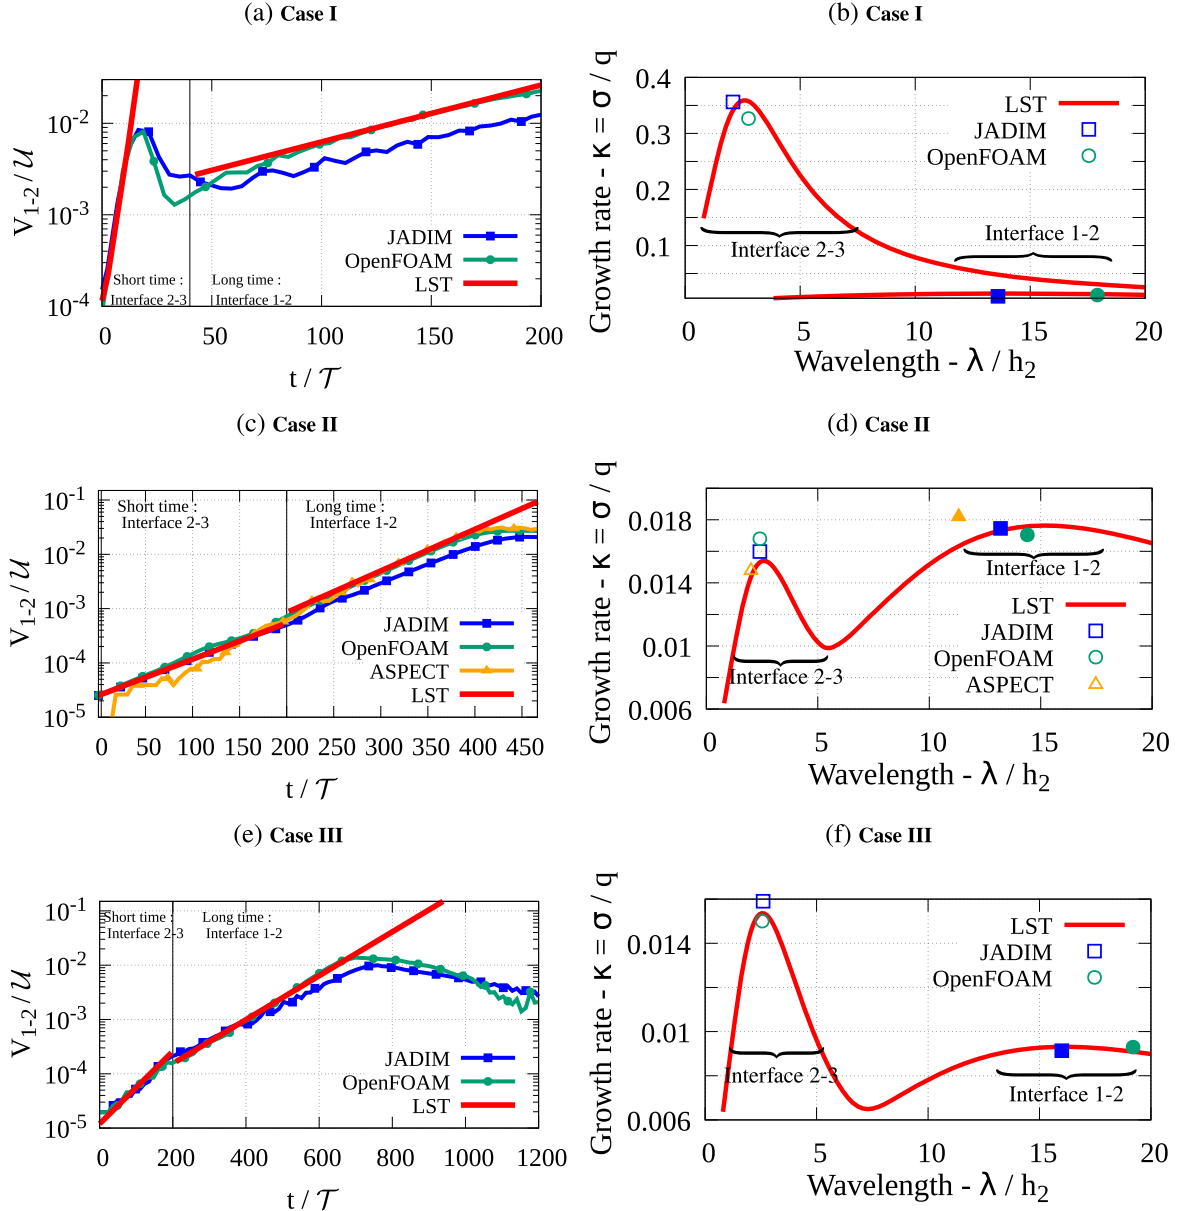 (a) Case I
10^-2
10^-3
10^-4
V_1-2 / 𝒰
JADIM
OpenFOAM
LST
Short time :
Interface 2-3
Long time :
Interface 1-2
0
50
100
150
200
t / 𝒯
(b) Case I
0.4
0.3
0.2
0.1
Growth rate - κ = σ / q
LST
JADIM
OpenFOAM
Interface 2-3
Interface 1-2
0
5
10
15
20
Wavelength - λ / h_2
(c) Case II
10^-1
10^-2
10^-3
10^-4
10^-5
V_1-2 / 𝒰
Short time :
Interface 2-3
Long time :
Interface 1-2
JADIM
OpenFOAM
ASPECT
LST
0
50
100
150
200
250
300
350
400
450
t / 𝒯
(d) Case II
0.018
0.014
0.01
0.006
Growth rate - κ = σ / q
Interface 1-2
LST
JADIM
OpenFOAM
ASPECT
Interface 2-3
0
5
10
15
20
Wavelength - λ / h_2
(e) Case III
10^-1
10^-2
10^-3
10^-4
10^-5
V_1-2 / 𝒰
Short time :
Interface 2-3
Long time :
Interface 1-2
JADIM
OpenFOAM
LST
0
200
400
600
800
1000
1200
t / 𝒯
(f) Case III
0.014
0.01
0.006
Growth rate - κ = σ / q
LST
JADIM
OpenFOAM
Interface 2-3
Interface 1-2
0
5
10
15
20
Wavelength - λ / h_2